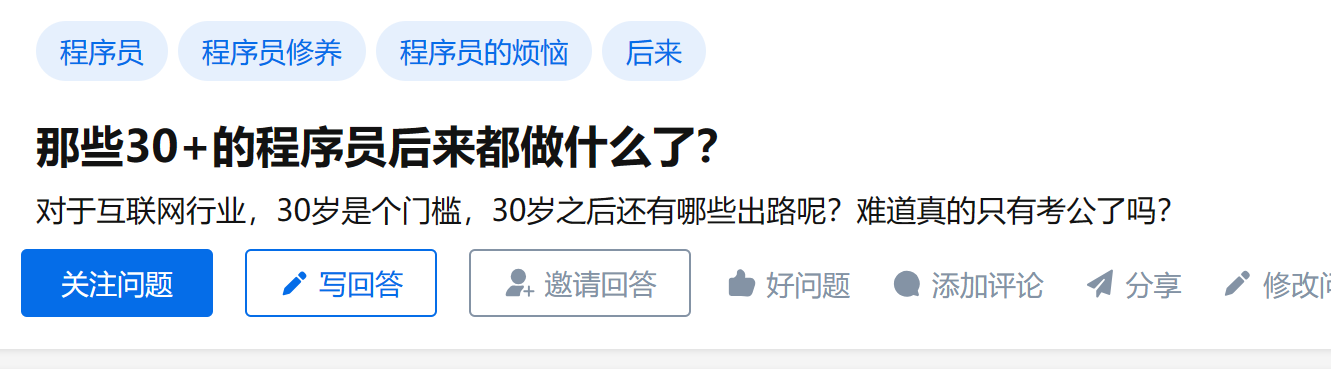 程序员 程序员修养 程序员的烦恼 后来
那些30+的程序员后来都做什么了？
对于互联网行业，30岁是个门槛，30岁之后还有哪些出路呢？难道真的只有考公了吗？
关注问题 写回答 邀请回答 好问题 添加评论 分享 修改